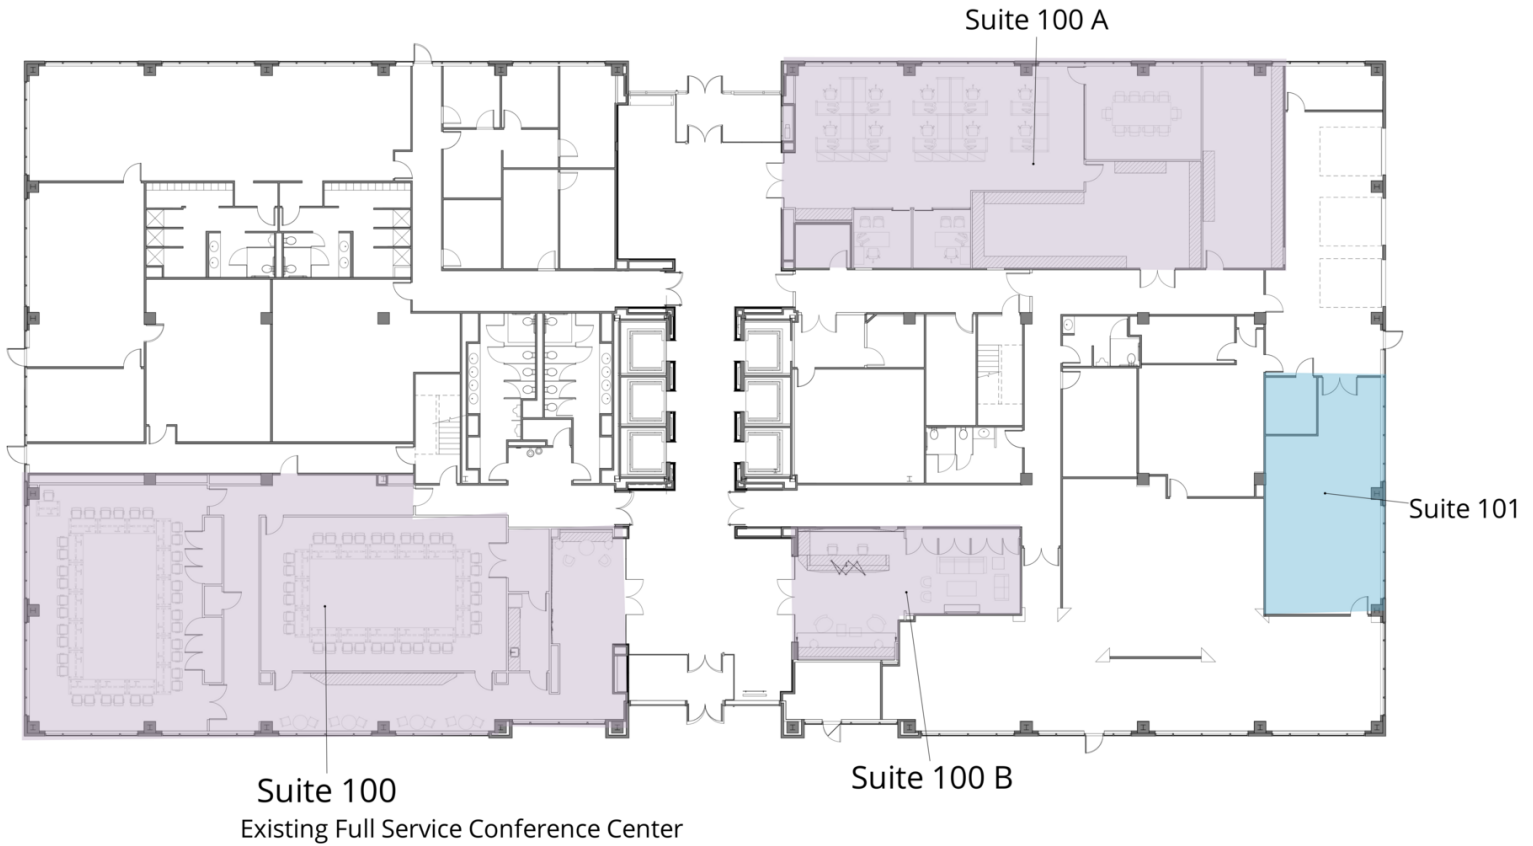 Suite 100 A
Suite 101
Suite 100 B
Suite 100
Existing Full Service Conference Center